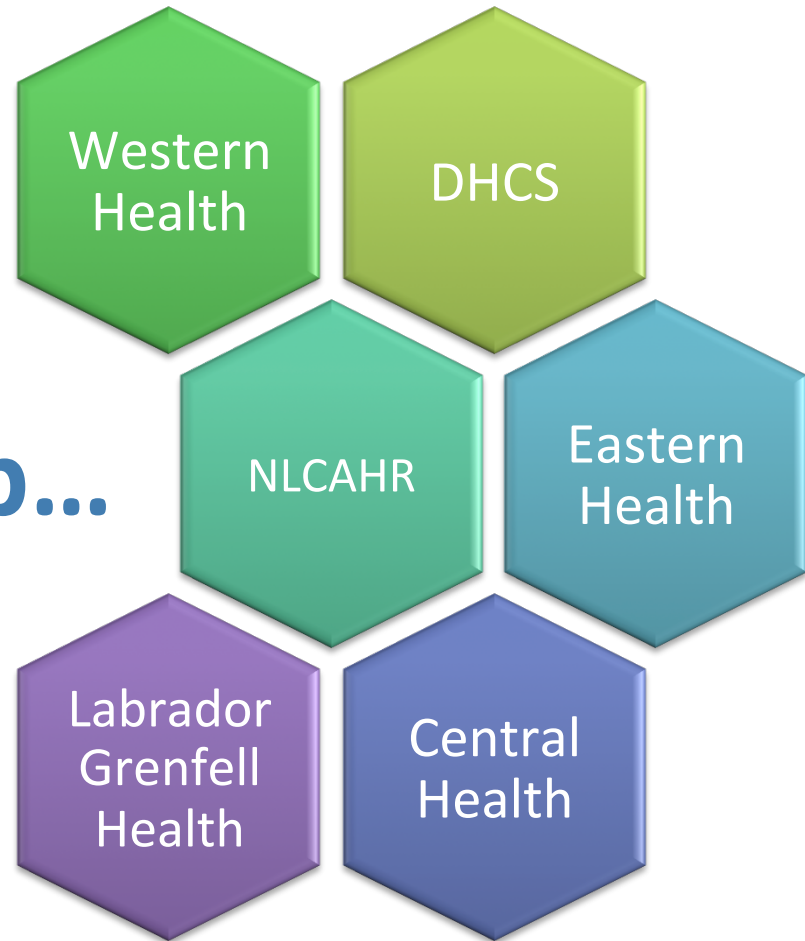 Western
Health
DHCS
NLCAHR
Eastern
Health
Labrador
Grenfell
Health
Central
Health